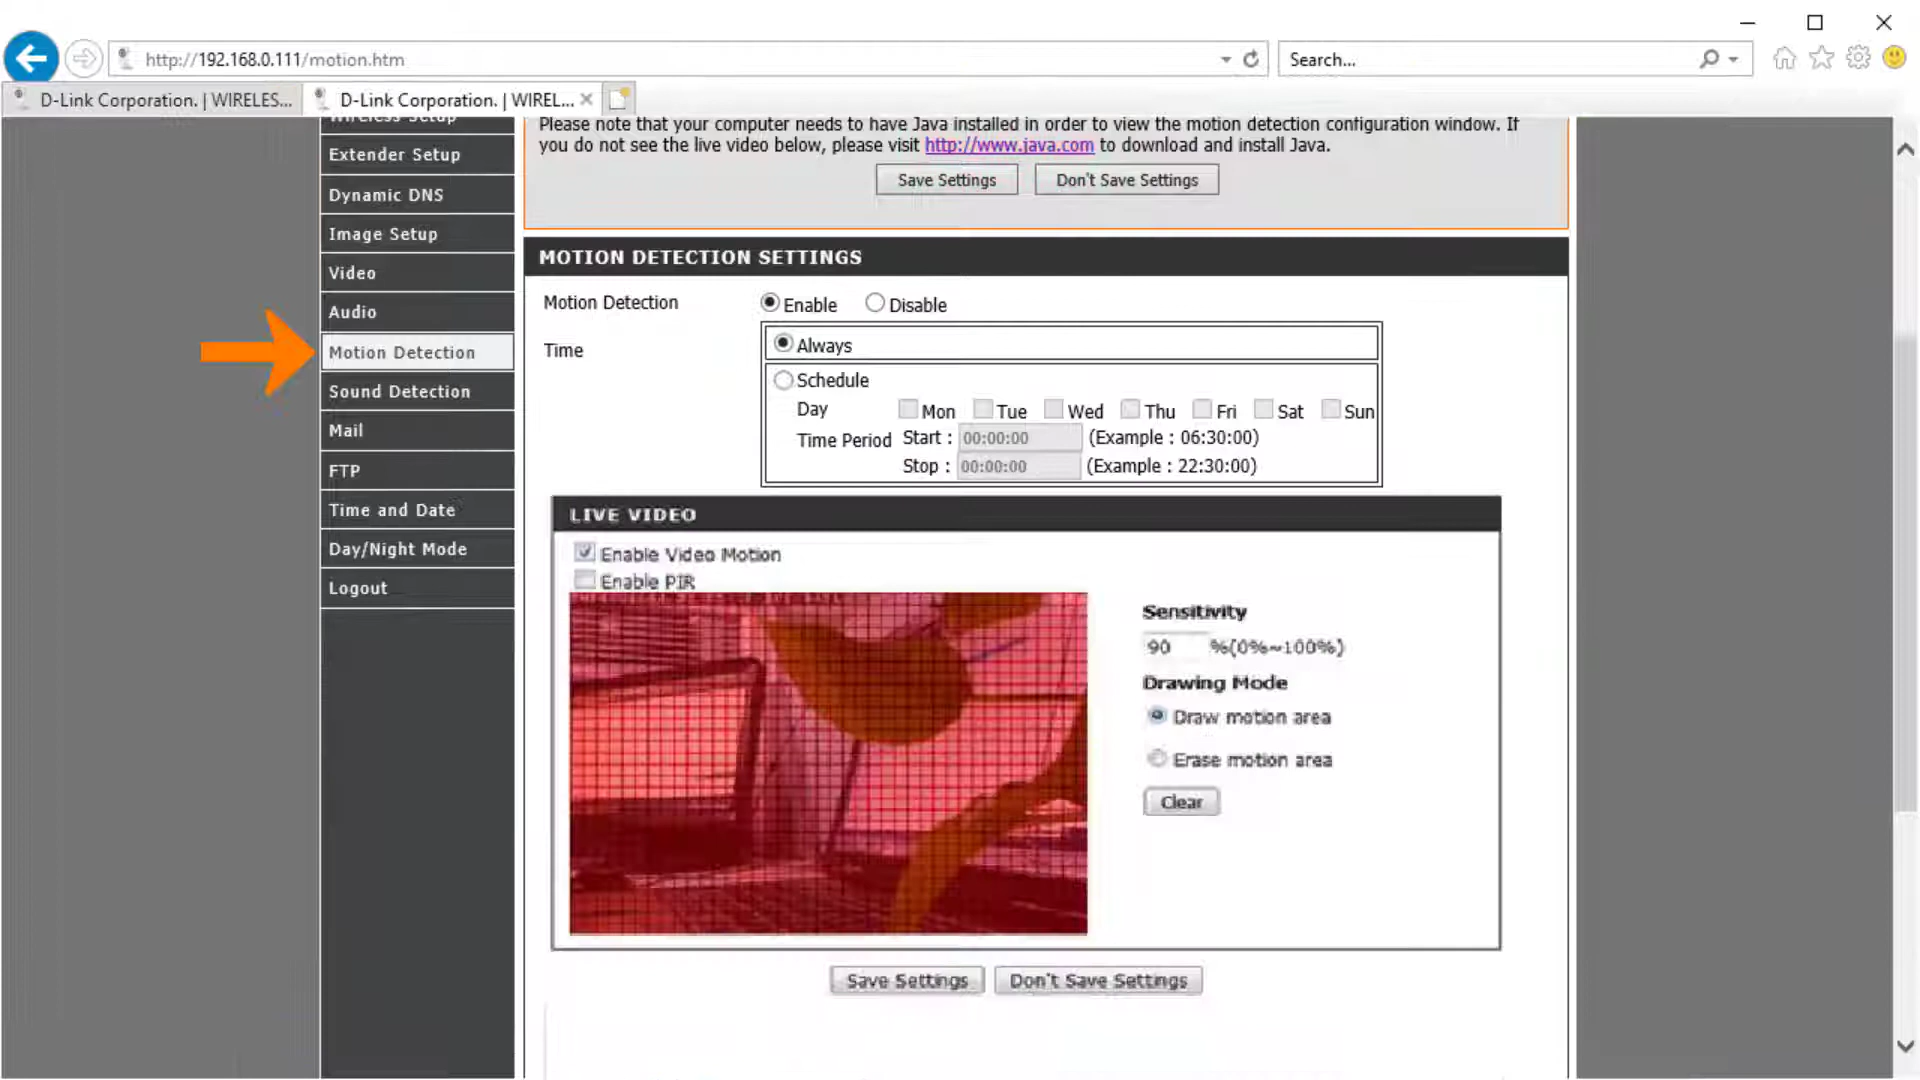 http://192.168.0.111/motion.htm
Search...
D-Link Corporation. | WIRELES...
D-Link Corporation. | WIREL...
Wireless Setup
Extender Setup
Dynamic DNS
Image Setup
Video
Audio
Motion Detection
Sound Detection
Mail
FTP
Time and Date
Day/Night Mode
Logout
Please note that your computer needs to have Java installed in order to view the motion detection configuration window. If
you do not see the live video below, please visit http://www.java.com to download and install Java.
Save Settings Don't Save Settings
MOTION DETECTION SETTINGS
Motion Detection Enable Disable
Time Always
Schedule
Day Mon Tue Wed Thu Fri Sat Sun
Time Period Start : 00:00:00 (Example : 06:30:00)
Stop : 00:00:00 (Example : 22:30:00)
LIVE VIDEO
Enable Video Motion
Enable PIR
Sensitivity
90 %(0%~100%)
Drawing Mode
Draw motion area
Erase motion area
Clear
Save Settings Don't Save Settings